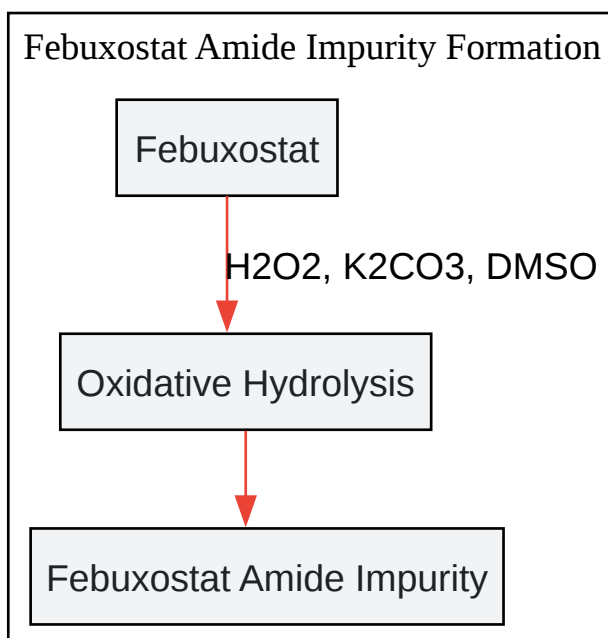 Febuxostat Amide Impurity Formation
Febuxostat
H2O2, K2CO3, DMSO
Oxidative Hydrolysis
Febuxostat Amide Impurity